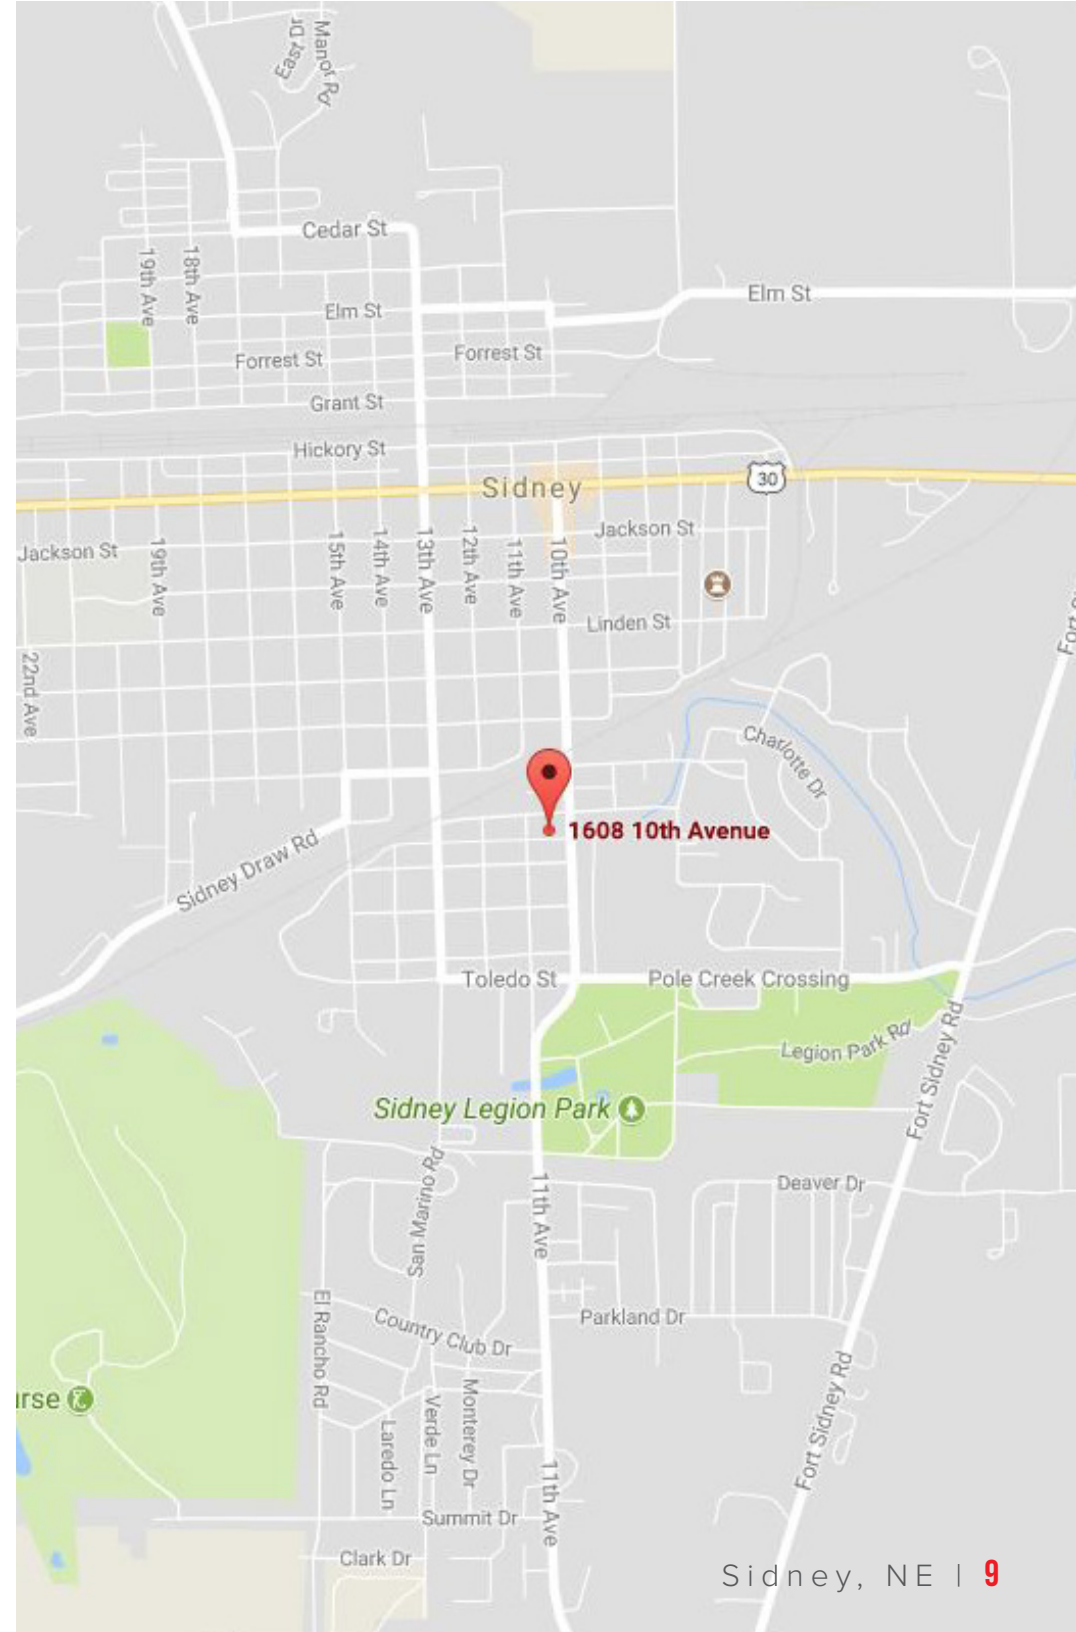 Manor Rd
East Dr
Cedar St
19th Ave
18th Ave
Elm St
Elm St
Forrest St
Forrest St
Grant St
Hickory St
Sidney
30
Jackson St
Jackson St
19th Ave
15th Ave
14th Ave
13th Ave
12th Ave
11th Ave
10th Ave
Linden St
22nd Ave
Charlotte Dr
1608 10th Avenue
Sidney Draw Rd
Toledo St
Pole Creek Crossing
Legion Park Rd
Fort Sidney Rd
Sidney Legion Park
San Marino Rd
11th Ave
Deaver Dr
El Rancho Rd
Country Club Dr
Parkland Dr
Fort Sidney Rd
urse
Monterey Dr
Verde Ln
Laredo Ln
11th Ave
Summit Dr
Clark Dr
Sidney, NE | 9